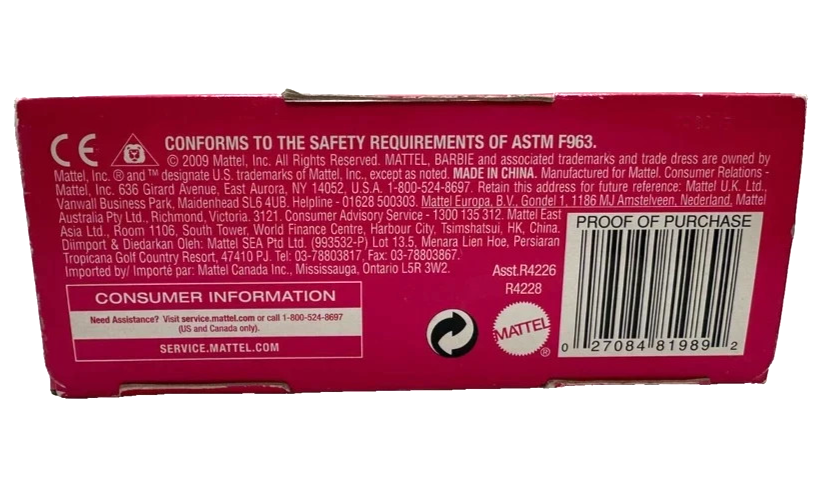 CE
CONFORMS TO THE SAFETY REQUIREMENTS OF ASTM F963.
© 2009 Mattel, Inc. All Rights Reserved. MATTEL, BARBIE and associated trademarks and trade dress are owned by
Mattel, Inc. ® and ™ designate U.S. trademarks of Mattel, Inc., except as noted. MADE IN CHINA. Manufactured for Mattel. Consumer Relations -
Mattel, Inc. 636 Girard Avenue, East Aurora, NY 14052, U.S.A. 1-800-524-8697. Retain this address for future reference: Mattel U.K. Ltd.,
Vanwall Business Park, Maidenhead SL6 4UB. Helpline - 01628 500303. Mattel Europa, B.V., Gondel 1, 1186 MJ Amstelveen, Nederland, Mattel
Australia Pty Ltd., Richmond, Victoria. 3121. Consumer Advisory Service - 1300 135 312. Mattel East
Asia Ltd., Room 1106, South Tower, World Finance Centre, Harbour City, Tsimshatsui, HK, China.
Diimport & Diedarkan Oleh: Mattel SEA Ptd Ltd. (993532-P) Lot 13.5, Menara Lien Hoe, Persiaran
Tropicana Golf Country Resort, 47410 PJ. Tel: 03-78803817, Fax: 03-78803867.
Imported by/ Importé par: Mattel Canada Inc., Mississauga, Ontario L5R 3W2.
Asst.R4226
R4228
PROOF OF PURCHASE
0 27084 81989 2
CONSUMER INFORMATION
Need Assistance? Visit service.mattel.com or call 1-800-524-8697
(US and Canada only).
SERVICE.MATTEL.COM
MATTEL
®